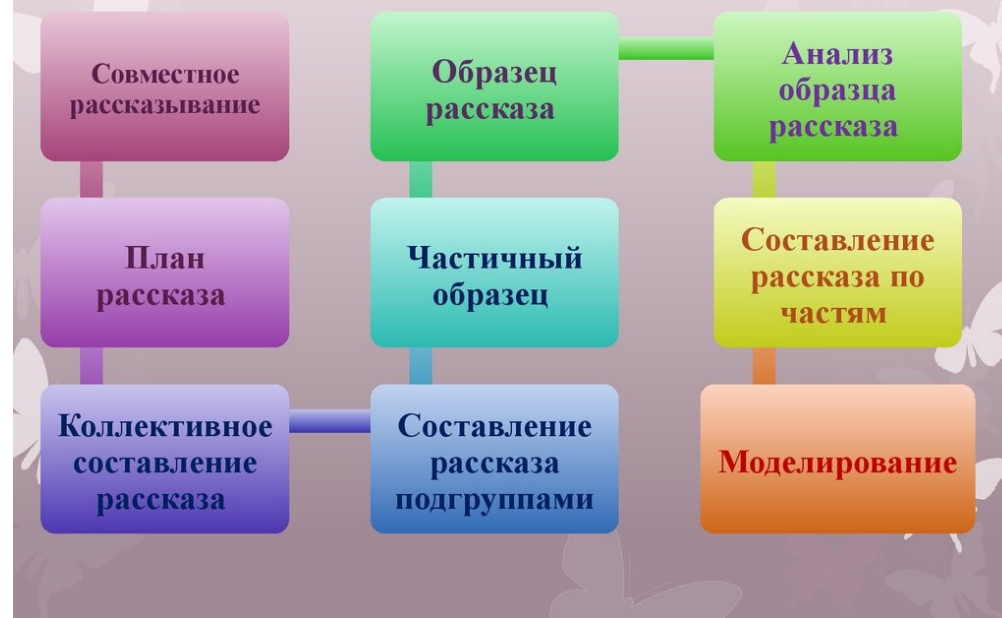 Совместное
рассказывание
План
рассказа
Коллективное
составление
рассказа
Составление
рассказа
подгруппами
Частичный
образец
Образец
рассказа
Анализ
образца
рассказа
Составление
рассказа по
частям
Моделирование